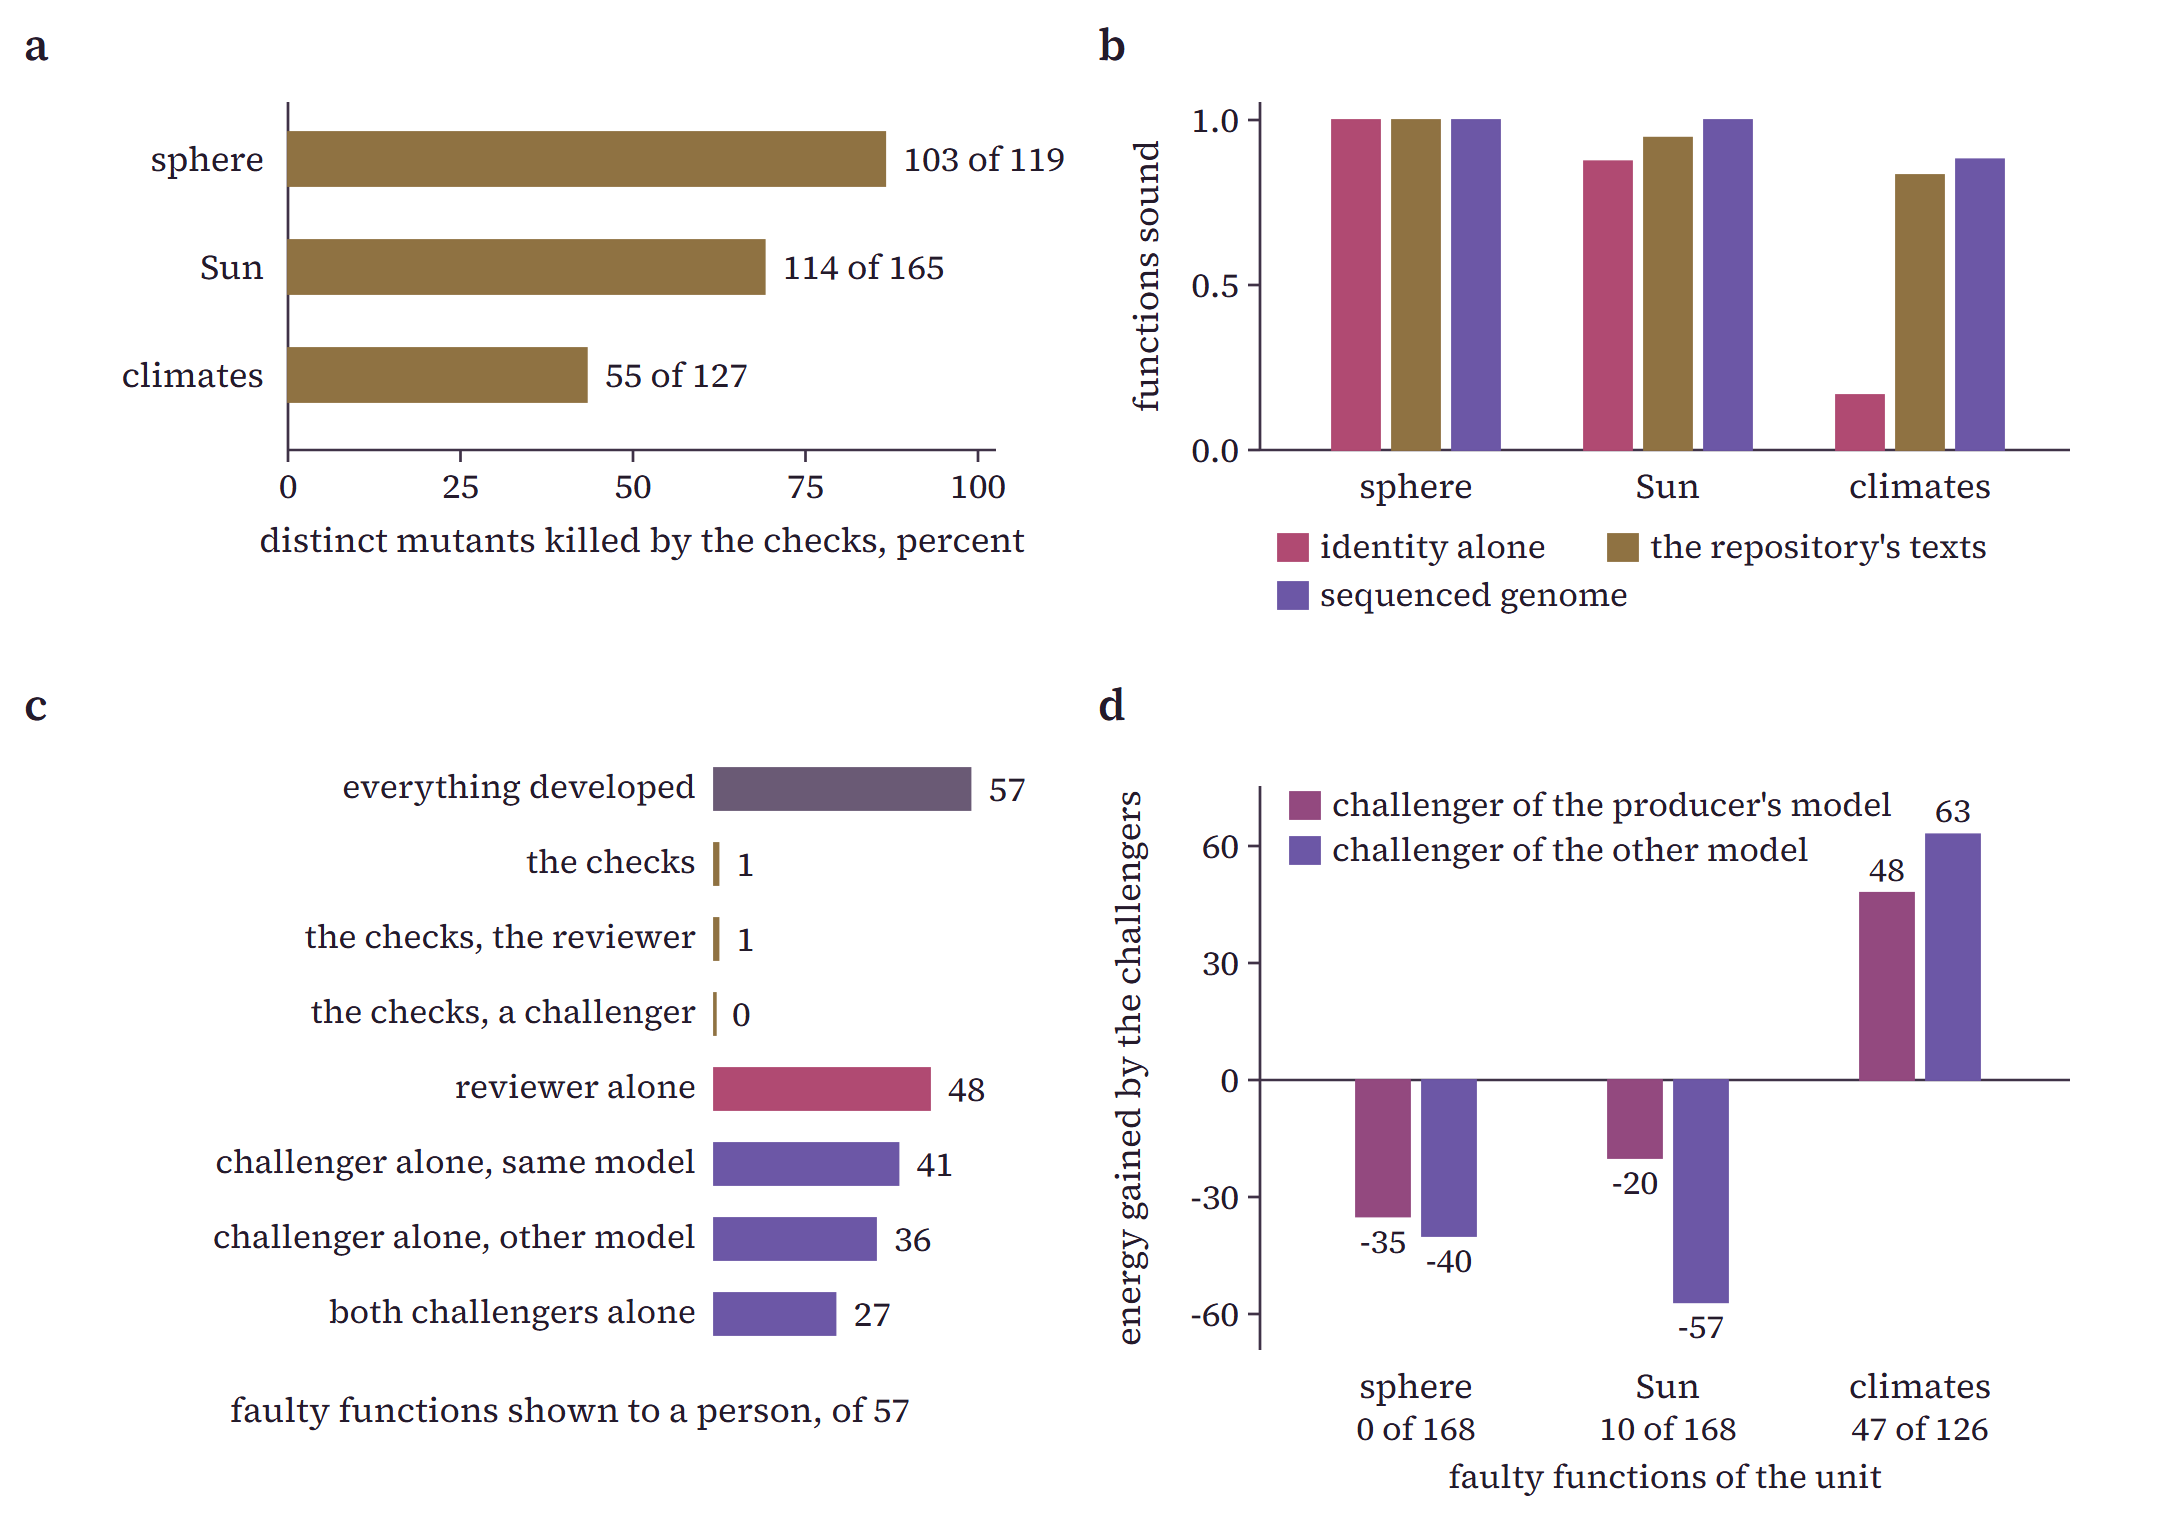 a
sphere
103 of 119
Sun
114 of 165
climates
55 of 127
0 25 50 75 100
distinct mutants killed by the checks, percent
b
functions sound
1.0
0.5
0.0
sphere Sun climates
identity alone
the repository's texts
sequenced genome
c
everything developed 57
the checks 1
the checks, the reviewer 1
the checks, a challenger 0
reviewer alone 48
challenger alone, same model 41
challenger alone, other model 36
both challengers alone 27
faulty functions shown to a person, of 57
d
energy gained by the challengers
challenger of the producer's model
challenger of the other model
60
30
0
-30
-60
-35
-40
-20
-57
48
63
sphere Sun climates
0 of 168 10 of 168 47 of 126
faulty functions of the unit